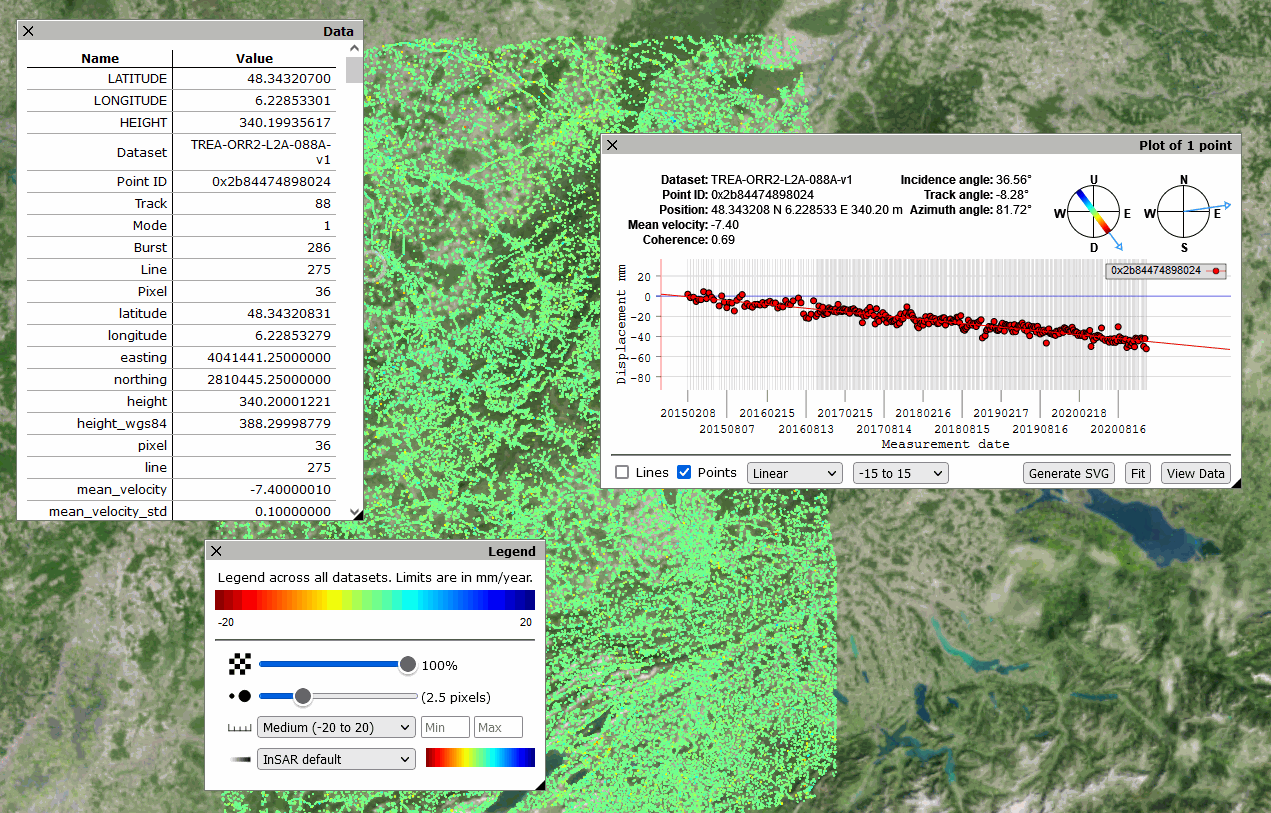 Data
Name Value
LATITUDE 48.34320700
LONGITUDE 6.22853301
HEIGHT 340.19935617
Dataset TREA-ORR2-L2A-088A-
v1
Point ID 0x2b84474898024
Track 88
Mode 1
Burst 286
Line 275
Pixel 36
latitude 48.34320831
longitude 6.22853279
easting 4041441.25000000
northing 2810445.25000000
height 340.20001221
height_wgs84 388.29998779
pixel 36
line 275
mean_velocity -7.40000010
mean_velocity_std 0.10000000
Plot of 1 point
Dataset: TREA-ORR2-L2A-088A-v1 Incidence angle: 36.56°
Point ID: 0x2b84474898024 Track angle: -8.28°
Position: 48.343208 N 6.228533 E 340.20 m Azimuth angle: 81.72°
Mean velocity: -7.40
Coherence: 0.69
U
W E
D
N
W E
S
0x2b84474898024
Displacement mm
20
0
-20
-40
-60
-80
20150208 20160215 20170215 20180216 20190217 20200218
20150807 20160813 20170814 20180815 20190816 20200816
Measurement date
Lines Points Linear -15 to 15 Generate SVG Fit View Data
Legend
Legend across all datasets. Limits are in mm/year.
-20 20
100%
(2.5 pixels)
Medium (-20 to 20) Min Max
InSAR default